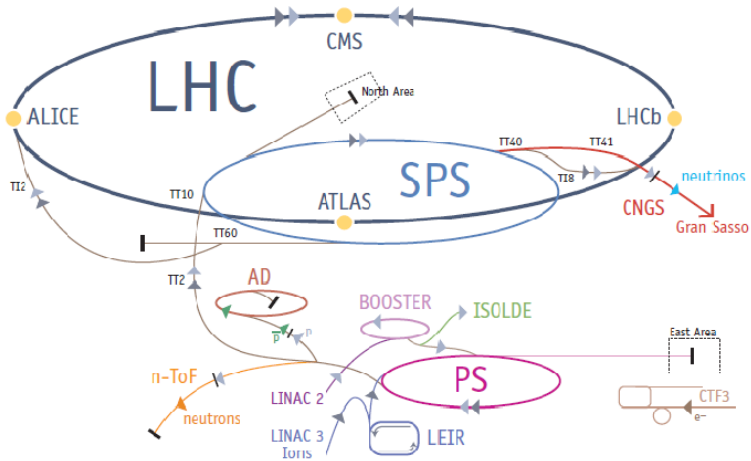 CMS
LHC
North Area
ALICE
LHCb
TT40
TT41
SPS
TI8
TI2
TT10
neutrinos
ATLAS
CNGS
Gran Sasso
TT60
AD
TT2
BOOSTER
ISOLDE
p
p
East Area
n-ToF
PS
LINAC 2
CTF3
neutrons
e-
LINAC 3
Ions
LEIR